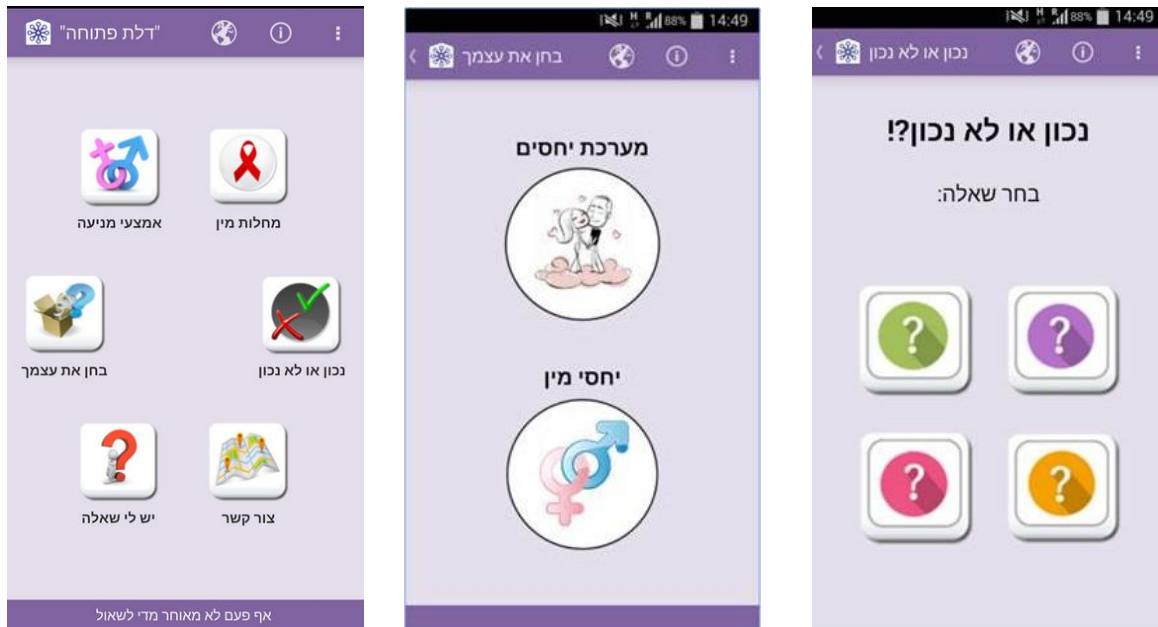 "דלת פתוחה"
מחלות מין
אמצעי מניעה
נכון או לא נכון
בחן את עצמך
צור קשר
יש לי שאלה
אף פעם לא מאוחר מדי לשאול
H R 88% 14:49
בחן את עצמך
מערכת יחסים
יחסי מין
H R 88% 14:49
נכון או לא נכון
נכון או לא נכון?!
בחר שאלה:
?
?
?
?